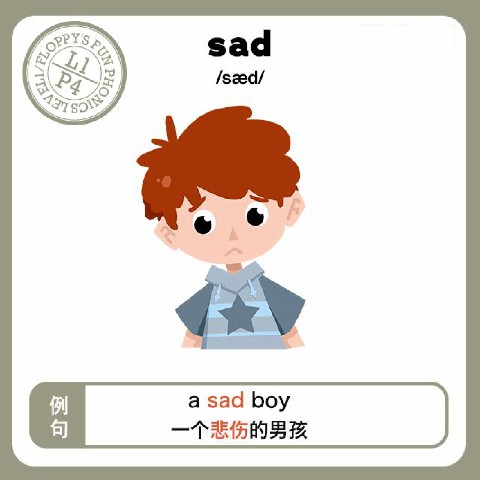 sad
/sæd/
FLOPPY'S FUN PHONICS LEVEL1/
L1
P4
例句
a sad boy
一个悲伤的男孩